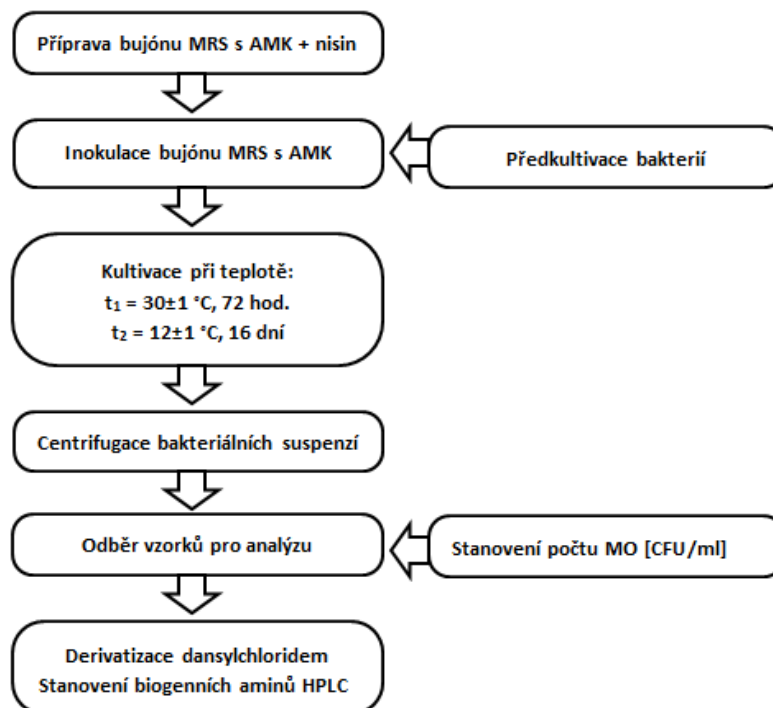 Příprava bujónu MRS s AMK + nisin
Inokulace bujónu MRS s AMK
Předkultivace bakterií
Kultivace při teplotě:
t₁ = 30±1 °C, 72 hod.
t₂ = 12±1 °C, 16 dní
Centrifugace bakteriálních suspenzí
Odběr vzorků pro analýzu
Stanovení počtu MO [CFU/ml]
Derivatizace dansylchloridem
Stanovení biogenních aminů HPLC